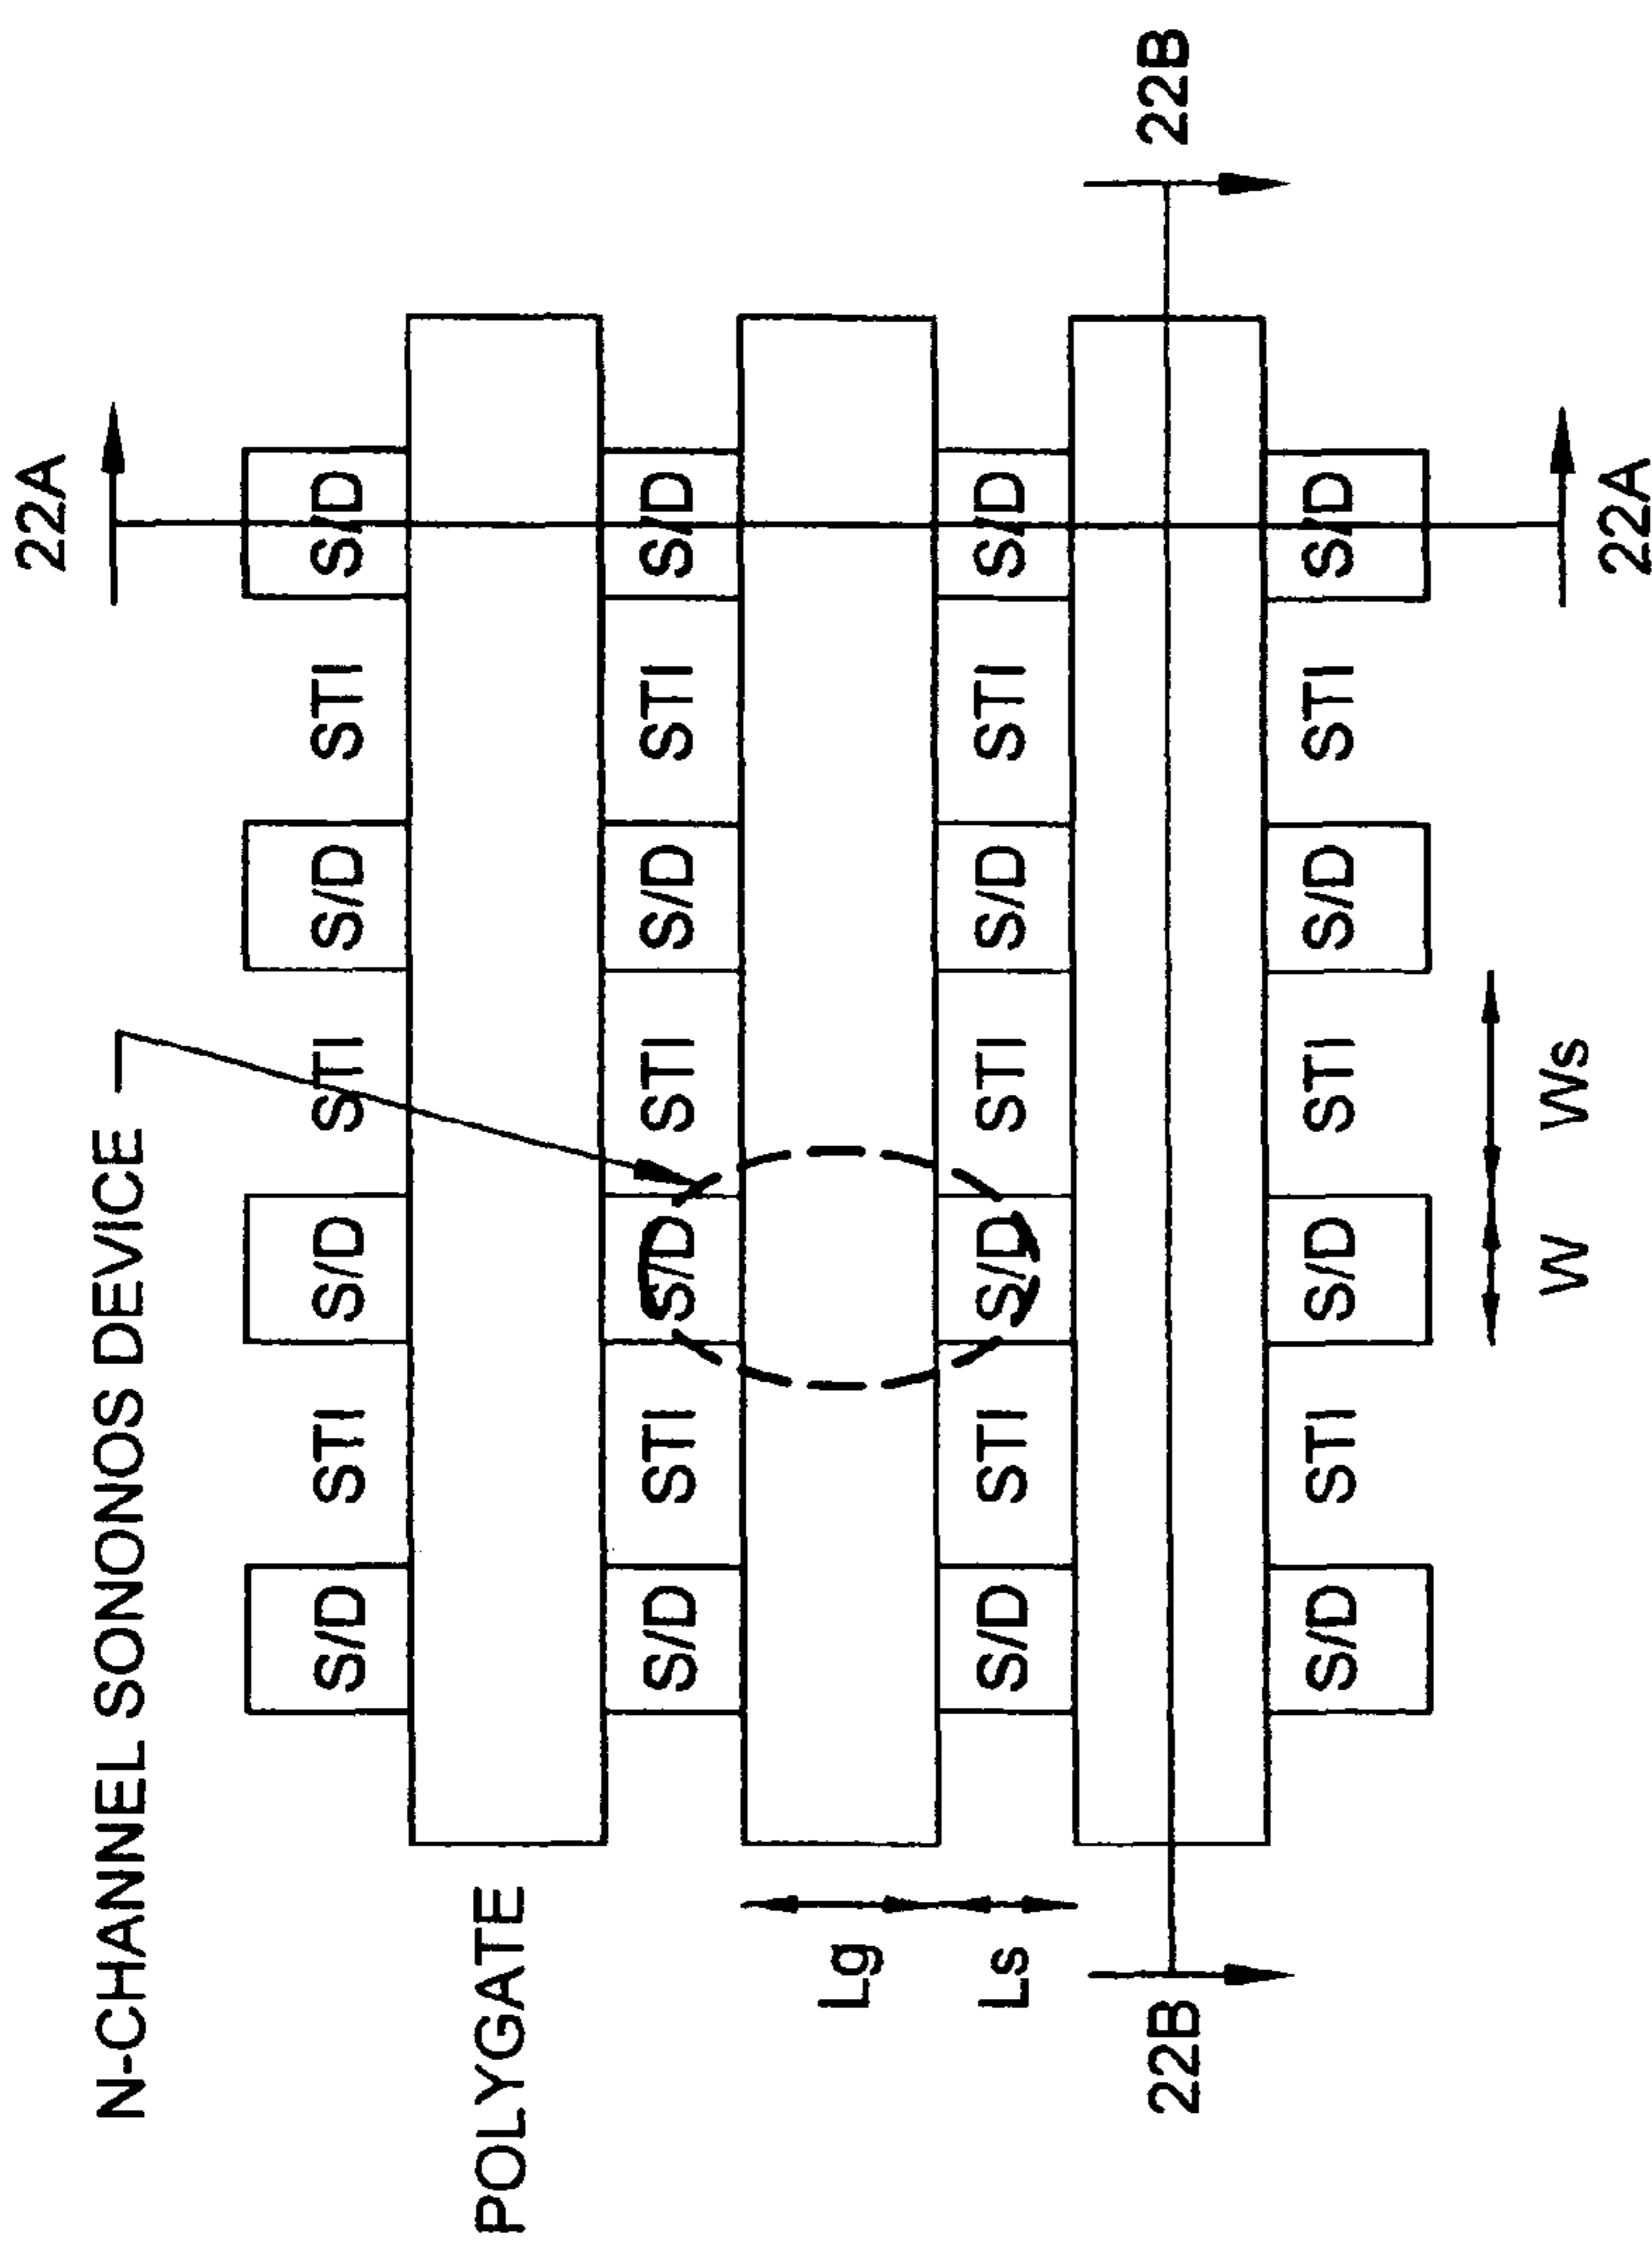 22A
N-CHANNEL SONONOS DEVICE
S/D STI S/D STI S/D STI S/D
POLYGATE
S/D STI S/D STI S/D STI S/D
Lg
Ls S/D STI S/D STI S/D STI S/D
22B 22B
S/D STI S/D STI S/D STI S/D
W Ws
22A